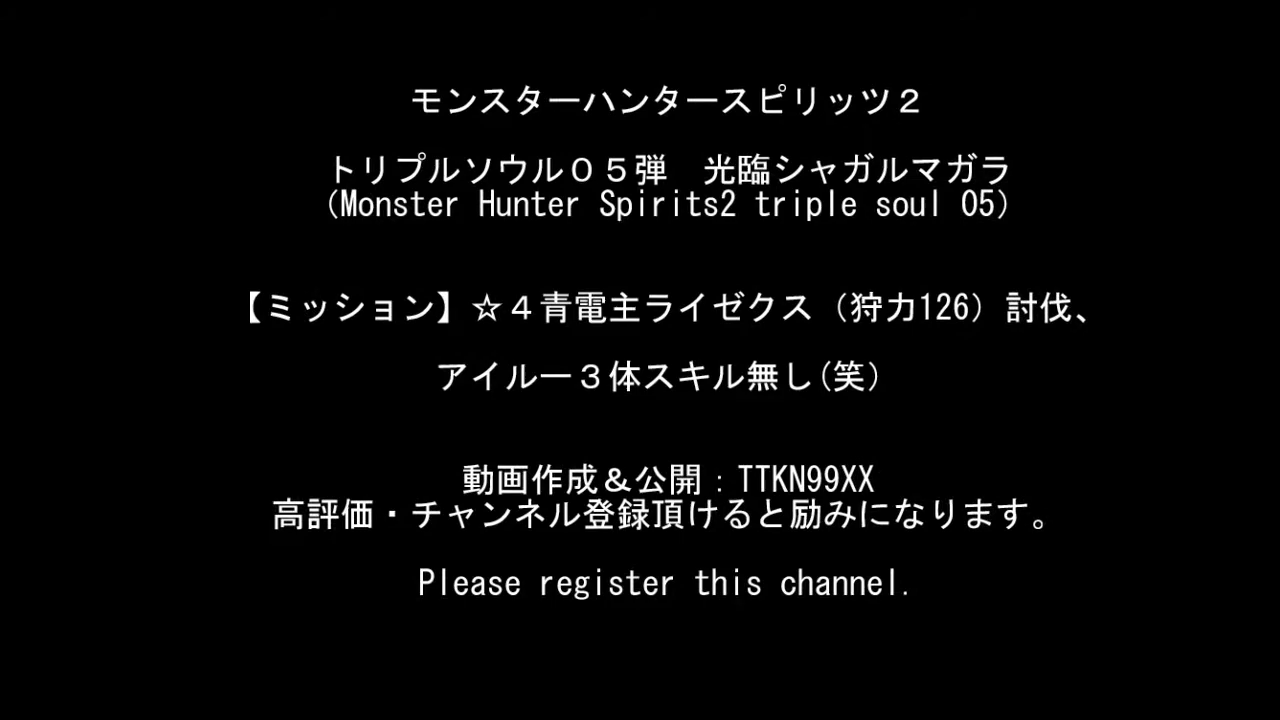 モンスターハンタースピリッツ２
トリプルソウル０５弾　光臨シャガルマガラ
(Monster Hunter Spirits2 triple soul 05)
【ミッション】☆４青電主ライゼクス（狩力126）討伐、
アイルー３体スキル無し(笑)
動画作成＆公開：TTKN99XX
高評価・チャンネル登録頂けると励みになります。
Please register this channel.